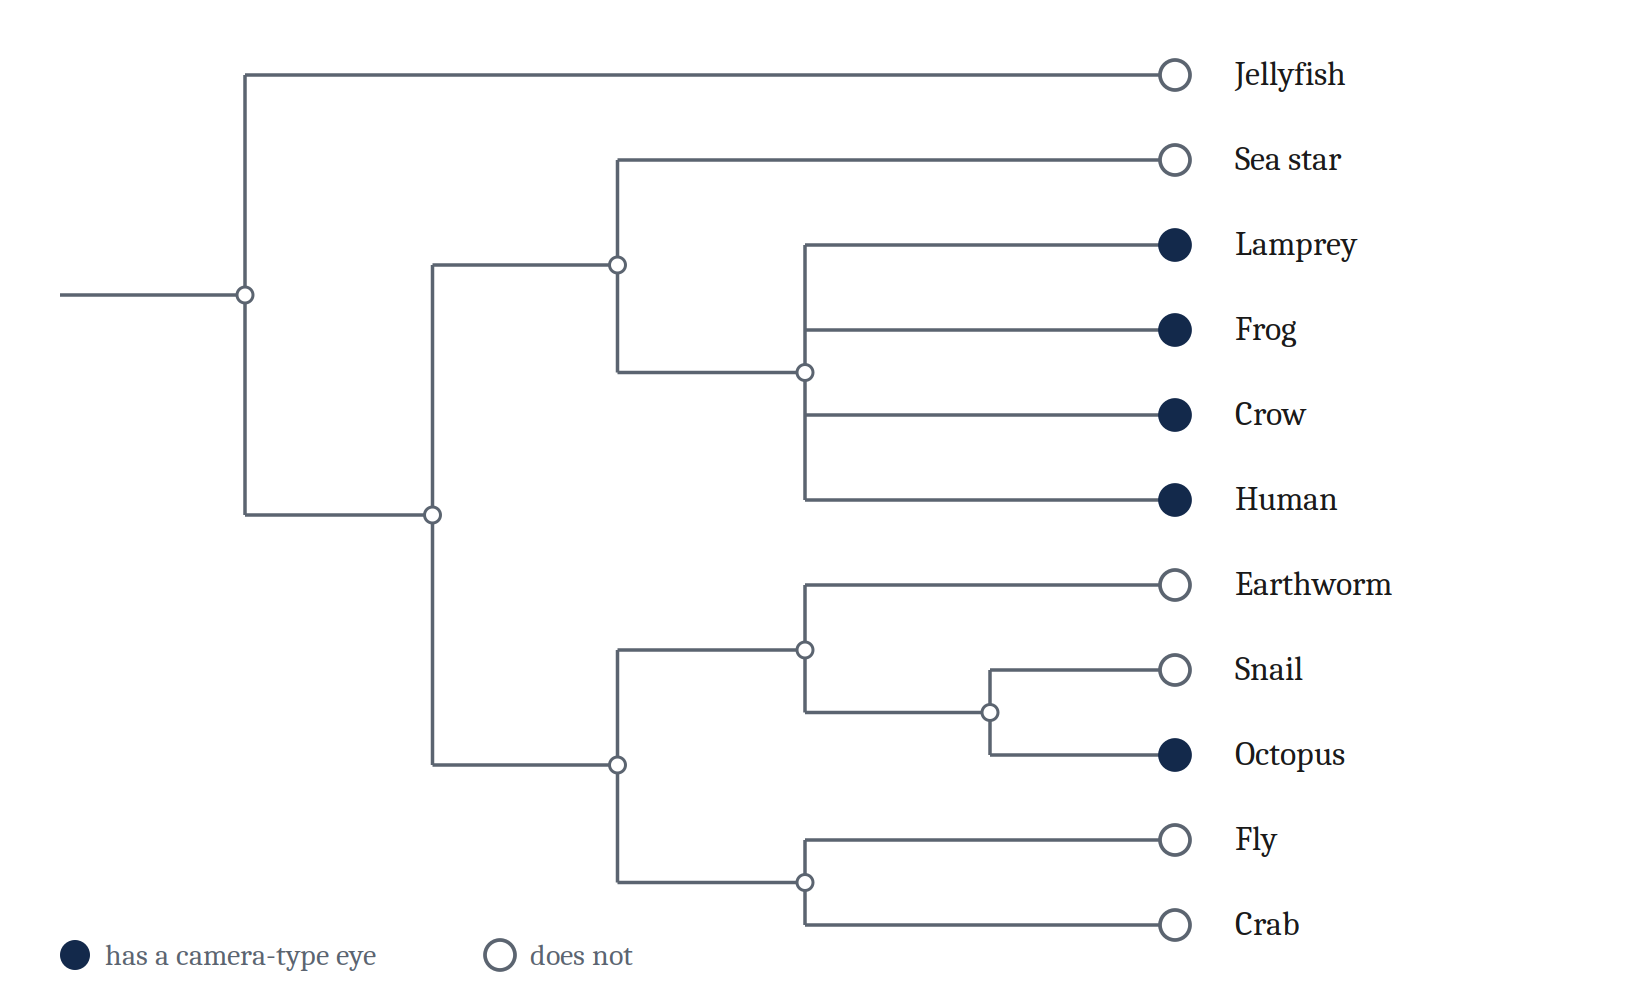 Jellyfish
Sea star
Lamprey
Frog
Crow
Human
Earthworm
Snail
Octopus
Fly
Crab
has a camera-type eye
does not